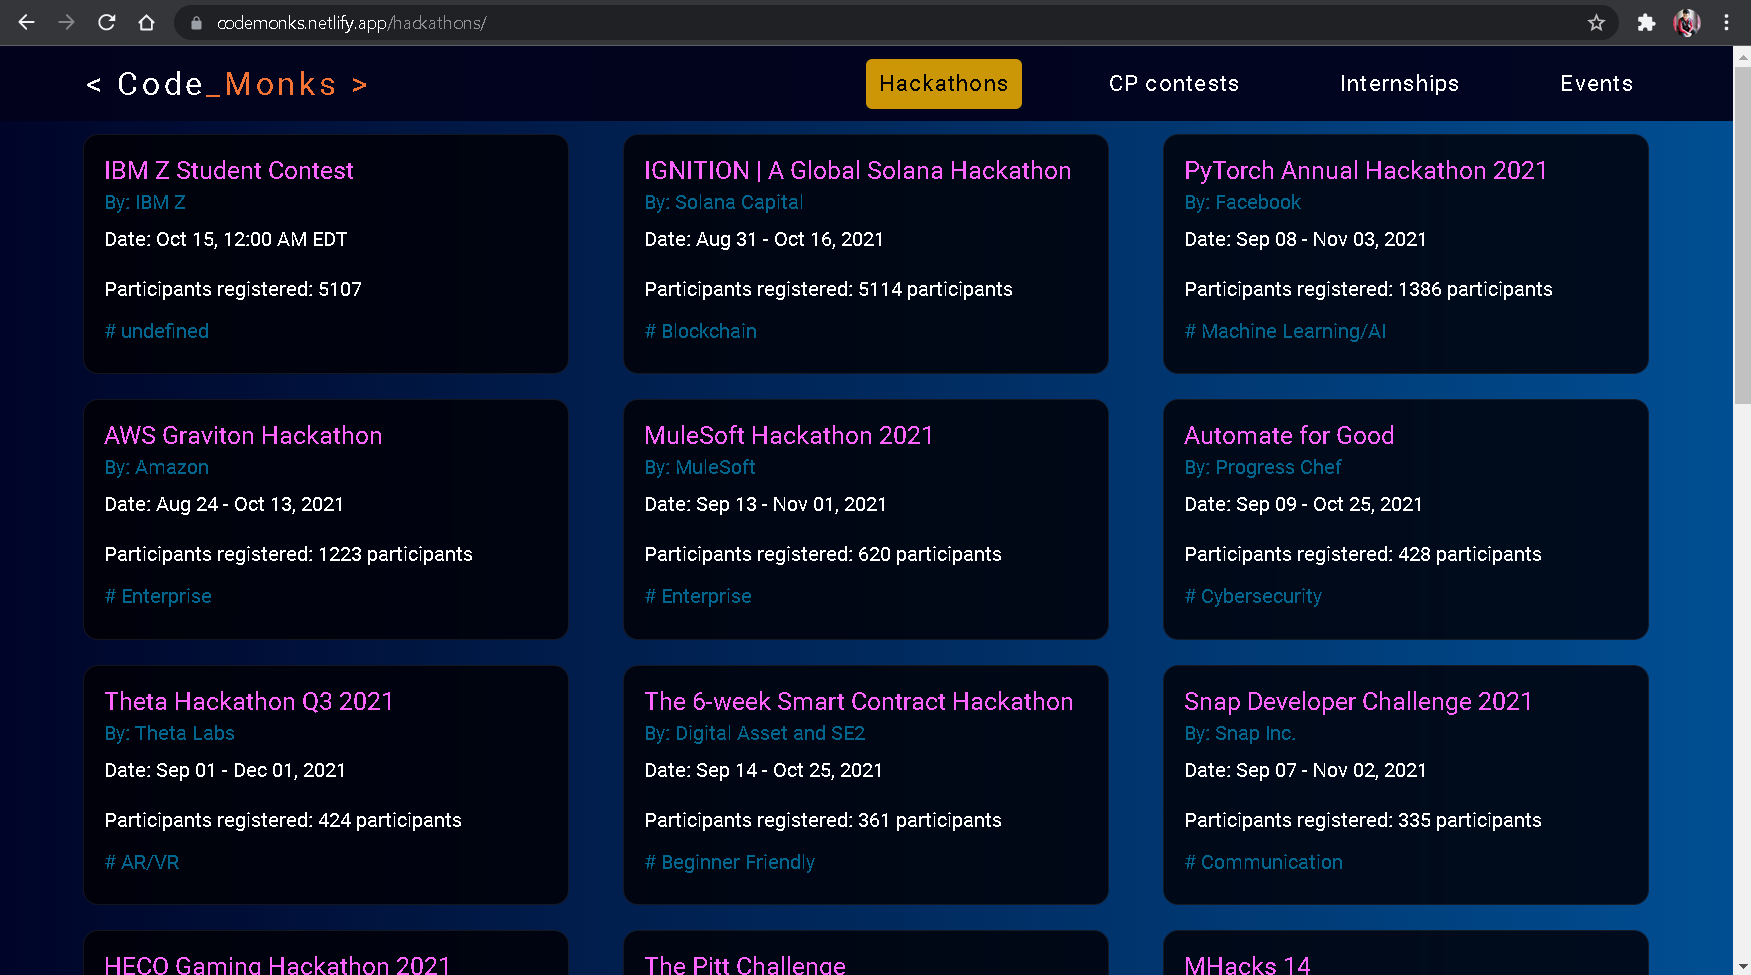 codemonks.netlify.app/hackathons/
< Code_Monks >
Hackathons
CP contests
Internships
Events
IBM Z Student Contest
By: IBM Z
Date: Oct 15, 12:00 AM EDT
Participants registered: 5107
# undefined
IGNITION | A Global Solana Hackathon
By: Solana Capital
Date: Aug 31 - Oct 16, 2021
Participants registered: 5114 participants
# Blockchain
PyTorch Annual Hackathon 2021
By: Facebook
Date: Sep 08 - Nov 03, 2021
Participants registered: 1386 participants
# Machine Learning/AI
AWS Graviton Hackathon
By: Amazon
Date: Aug 24 - Oct 13, 2021
Participants registered: 1223 participants
# Enterprise
MuleSoft Hackathon 2021
By: MuleSoft
Date: Sep 13 - Nov 01, 2021
Participants registered: 620 participants
# Enterprise
Automate for Good
By: Progress Chef
Date: Sep 09 - Oct 25, 2021
Participants registered: 428 participants
# Cybersecurity
Theta Hackathon Q3 2021
By: Theta Labs
Date: Sep 01 - Dec 01, 2021
Participants registered: 424 participants
# AR/VR
The 6-week Smart Contract Hackathon
By: Digital Asset and SE2
Date: Sep 14 - Oct 25, 2021
Participants registered: 361 participants
# Beginner Friendly
Snap Developer Challenge 2021
By: Snap Inc.
Date: Sep 07 - Nov 02, 2021
Participants registered: 335 participants
# Communication
HECO Gaming Hackathon 2021
The Pitt Challenge
MHacks 14